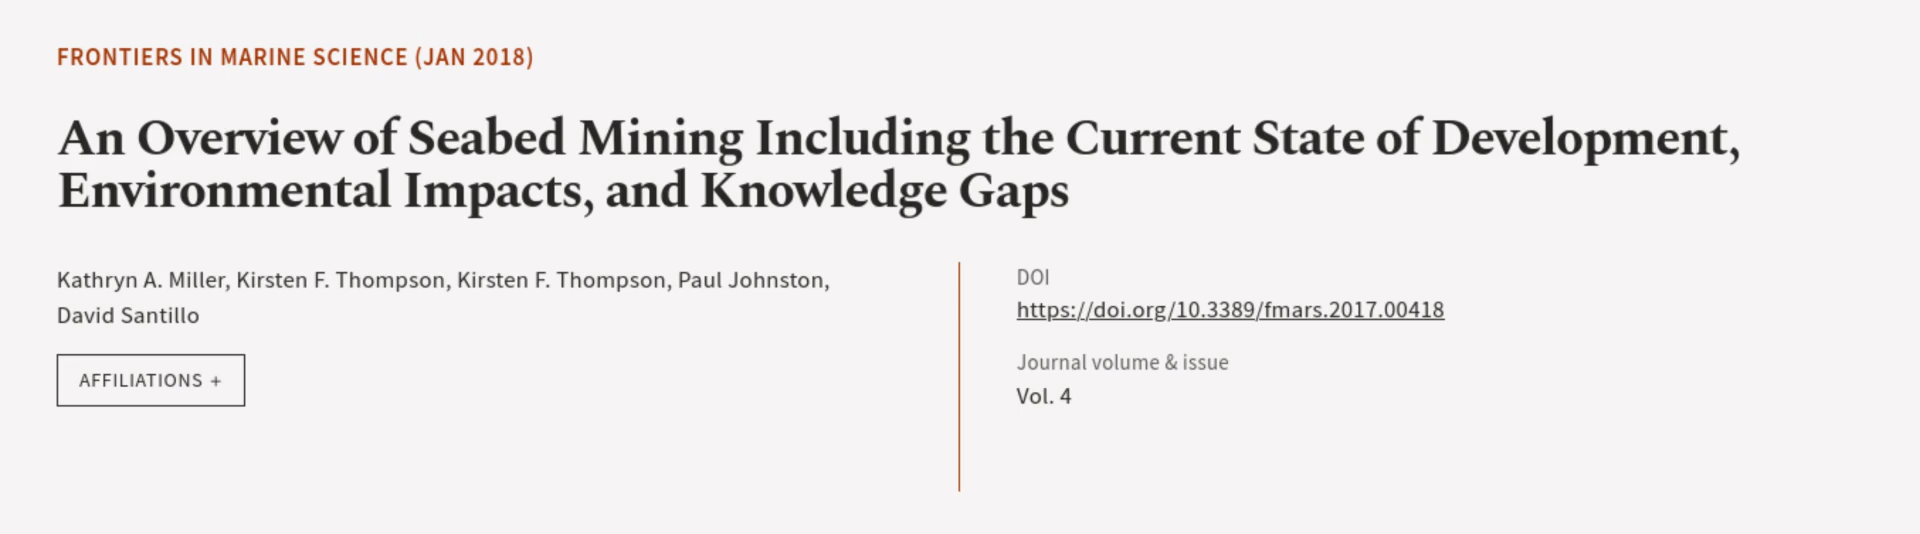 FRONTIERS IN MARINE SCIENCE (JAN 2018)
An Overview of Seabed Mining Including the Current State of Development,
Environmental Impacts, and Knowledge Gaps
Kathryn A. Miller, Kirsten F. Thompson, Kirsten F. Thompson, Paul Johnston,
David Santillo
AFFILIATIONS +
DOI
https://doi.org/10.3389/fmars.2017.00418
Journal volume & issue
Vol. 4